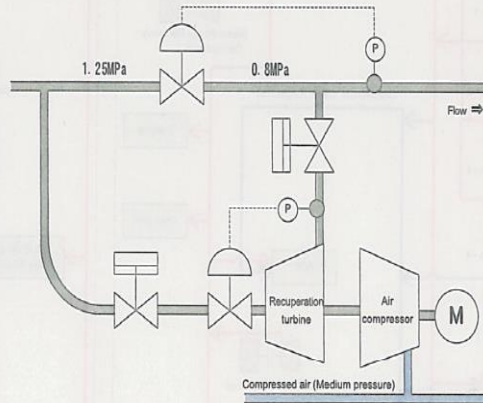 1. 25MPa
0. 8MPa
P
Flow ⇒
P
Recuperation
turbine
Air
compressor
M
Compressed air (Medium pressure)